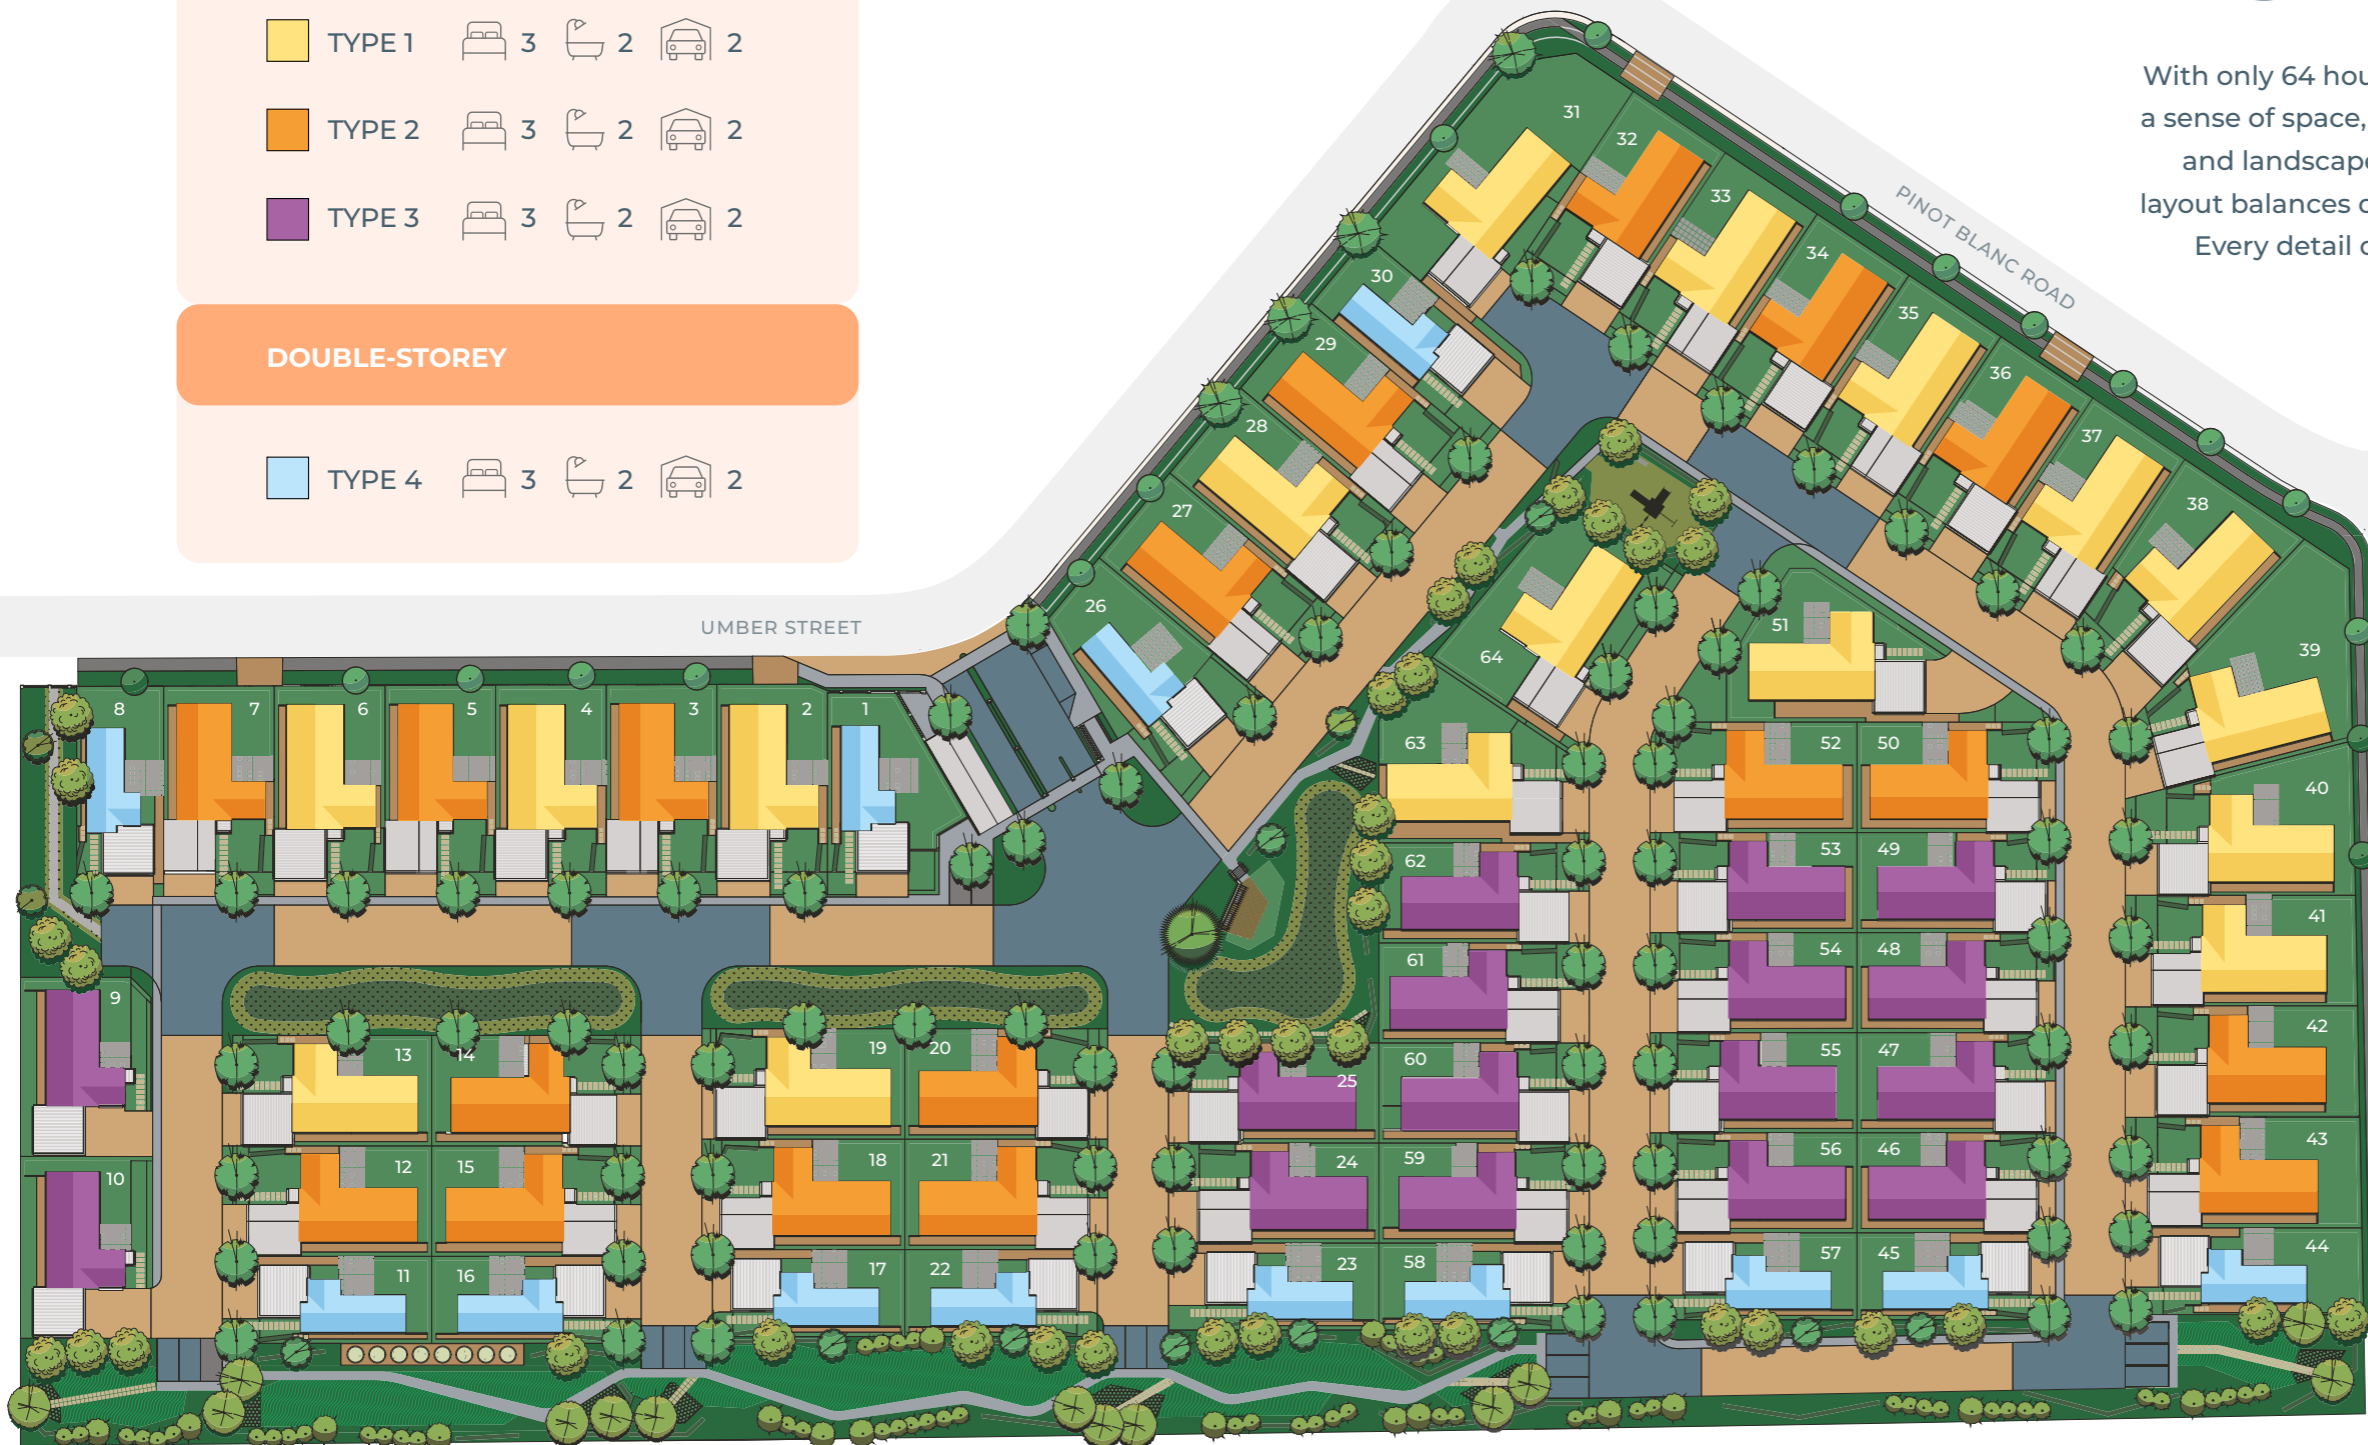 TYPE 1 3 2 2
TYPE 2 3 2 2
TYPE 3 3 2 2
DOUBLE-STOREY
TYPE 4 3 2 2
With only 64
a sense of space,
and
layout balances
Every detail
PINOT BLANC ROAD
UMBER STREET
31
32
33
30
34
29
35
36
28
37
38
27
26
51
39
64
8 7 6 5 4 3 2 1
63 52 50
40
62 53 49
41
61 54 48
9
42
13 14 19 20 25 60 55 47
43
10 12 15 18 21 24 59 56 46
11 16 17 22 23 58 57 45 44